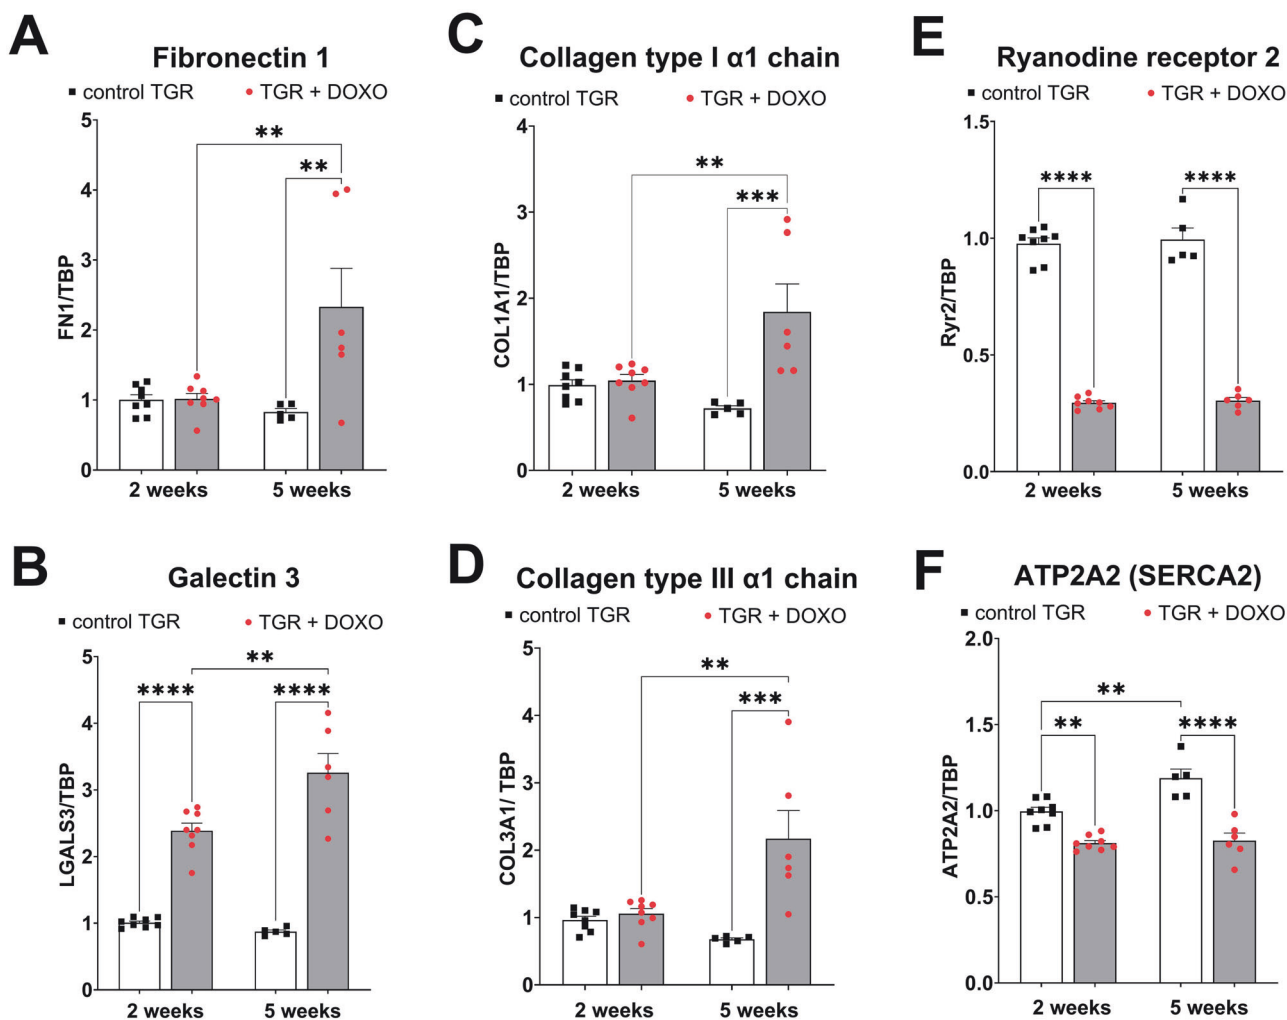 A
Fibronectin 1
control TGR
TGR + DOXO
FN1/TBP
5
4
3
2
1
0
**
**
2 weeks
5 weeks
C
Collagen type I α1 chain
control TGR
TGR + DOXO
COL1A1/TBP
4
3
2
1
0
**
***
2 weeks
5 weeks
E
Ryanodine receptor 2
control TGR
TGR + DOXO
Ryr2/TBP
1.5
1.0
0.5
0.0
****
****
2 weeks
5 weeks
B
Galectin 3
control TGR
TGR + DOXO
LGALS3/TBP
5
4
3
2
1
0
**
****
****
2 weeks
5 weeks
D
Collagen type III α1 chain
control TGR
TGR + DOXO
COL3A1/ TBP
5
4
3
2
1
0
**
***
2 weeks
5 weeks
F
ATP2A2 (SERCA2)
control TGR
TGR + DOXO
ATP2A2/TBP
2.0
1.5
1.0
0.5
0.0
**
**
****
2 weeks
5 weeks